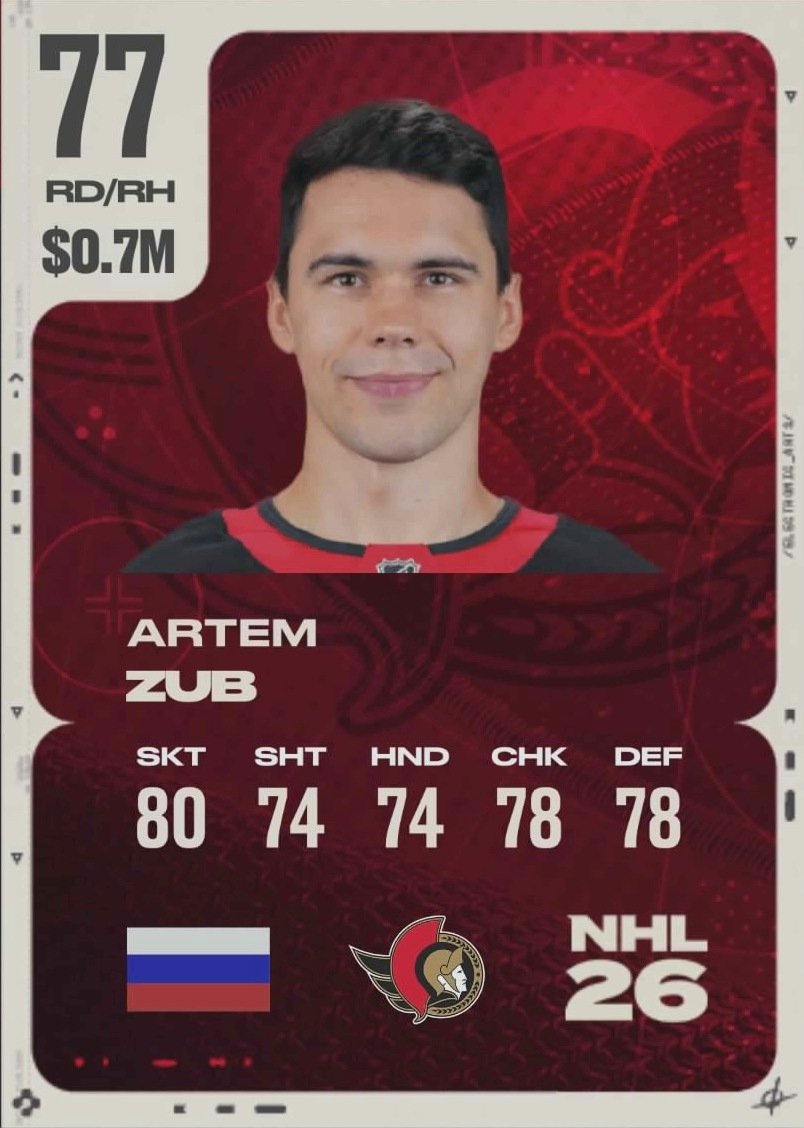 77
RD/RH
$0.7M
ARTEM
ZUB
SKT SHT HND CHK DEF
80 74 74 78 78
NHL
26